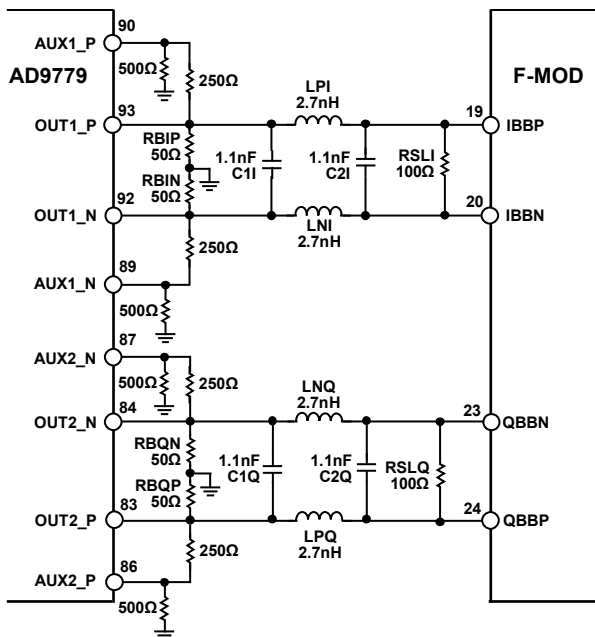 90
AUX1_P
AD9779
500Ω
250Ω
F-MOD
LPI
2.7nH
93
OUT1_P
19
IBBP
RBIP
50Ω
1.1nF
C1I
1.1nF
C2I
RSLI
100Ω
RBIN
50Ω
92
OUT1_N
20
IBBN
LNI
2.7nH
250Ω
89
AUX1_N
500Ω
87
AUX2_N
500Ω
250Ω
LNQ
2.7nH
84
OUT2_N
23
QBBN
RBQN
50Ω
1.1nF
C1Q
1.1nF
C2Q
RSLQ
100Ω
RBQP
50Ω
83
OUT2_P
24
QBBP
LPQ
2.7nH
250Ω
86
AUX2_P
500Ω